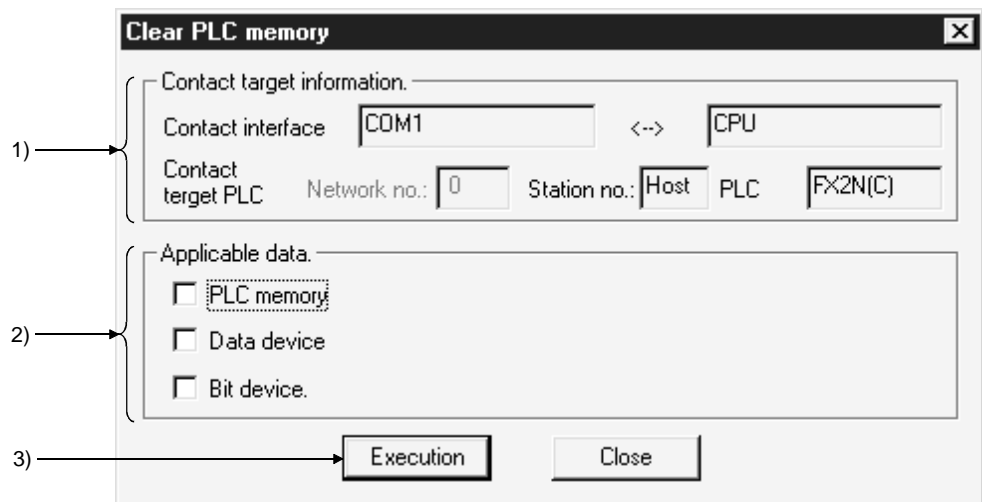 Clear PLC memory
Contact target information.
1)
Contact interface COM1 <--> CPU
Contact target PLC Network no.: 0 Station no.: Host PLC FX2N(C)
Applicable data.
PLC memory
2)
Data device
Bit device.
3)
Execution Close